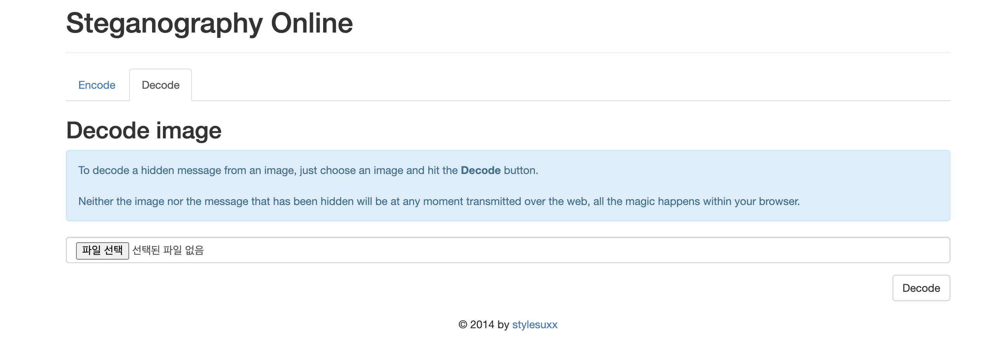 Steganography Online
Encode Decode
Decode image
To decode a hidden message from an image, just choose an image and hit the Decode button.
Neither the image nor the message that has been hidden will be at any moment transmitted over the web, all the magic happens within your browser.
파일 선택 선택된 파일 없음
Decode
© 2014 by stylesuxx